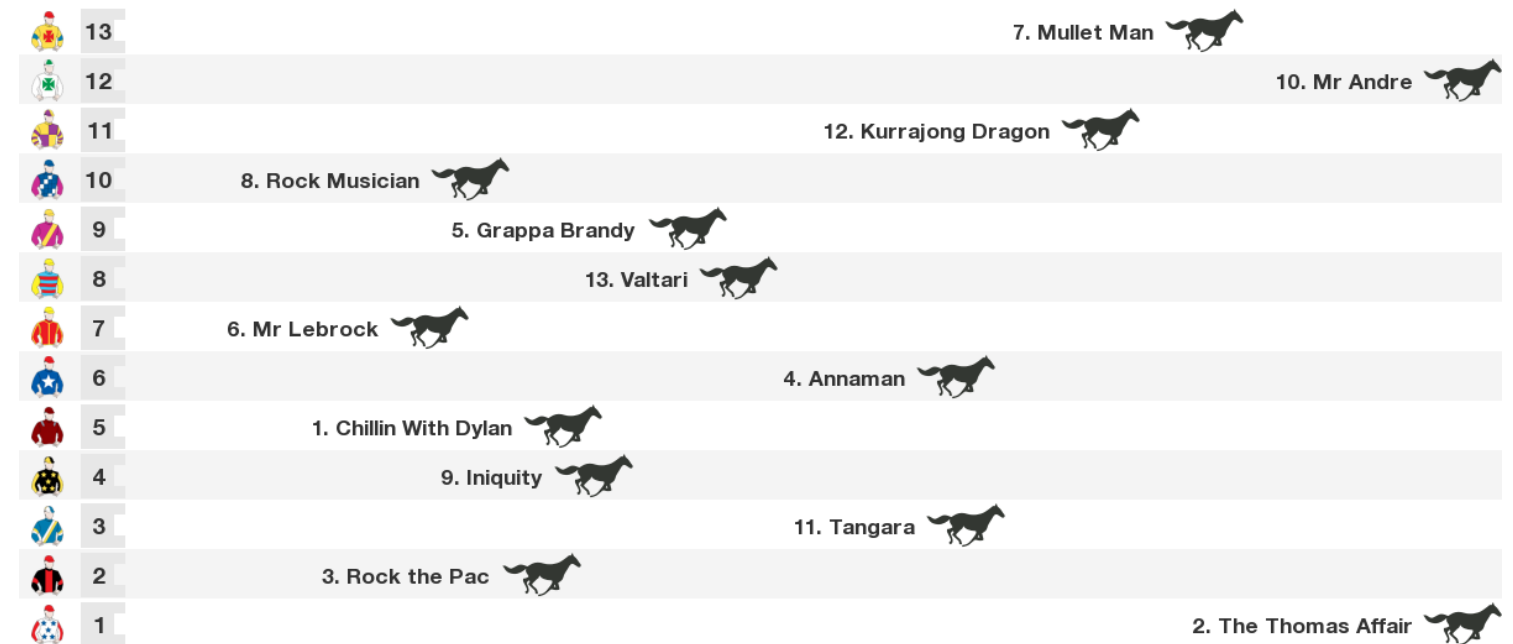 13 7. Mullet Man
12 10. Mr Andre
11 12. Kurrajong Dragon
10 8. Rock Musician
9 5. Grappa Brandy
8 13. Valtari
7 6. Mr Lebrock
6 4. Annaman
5 1. Chillin With Dylan
4 9. Iniquity
3 11. Tangara
2 3. Rock the Pac
1 2. The Thomas Affair